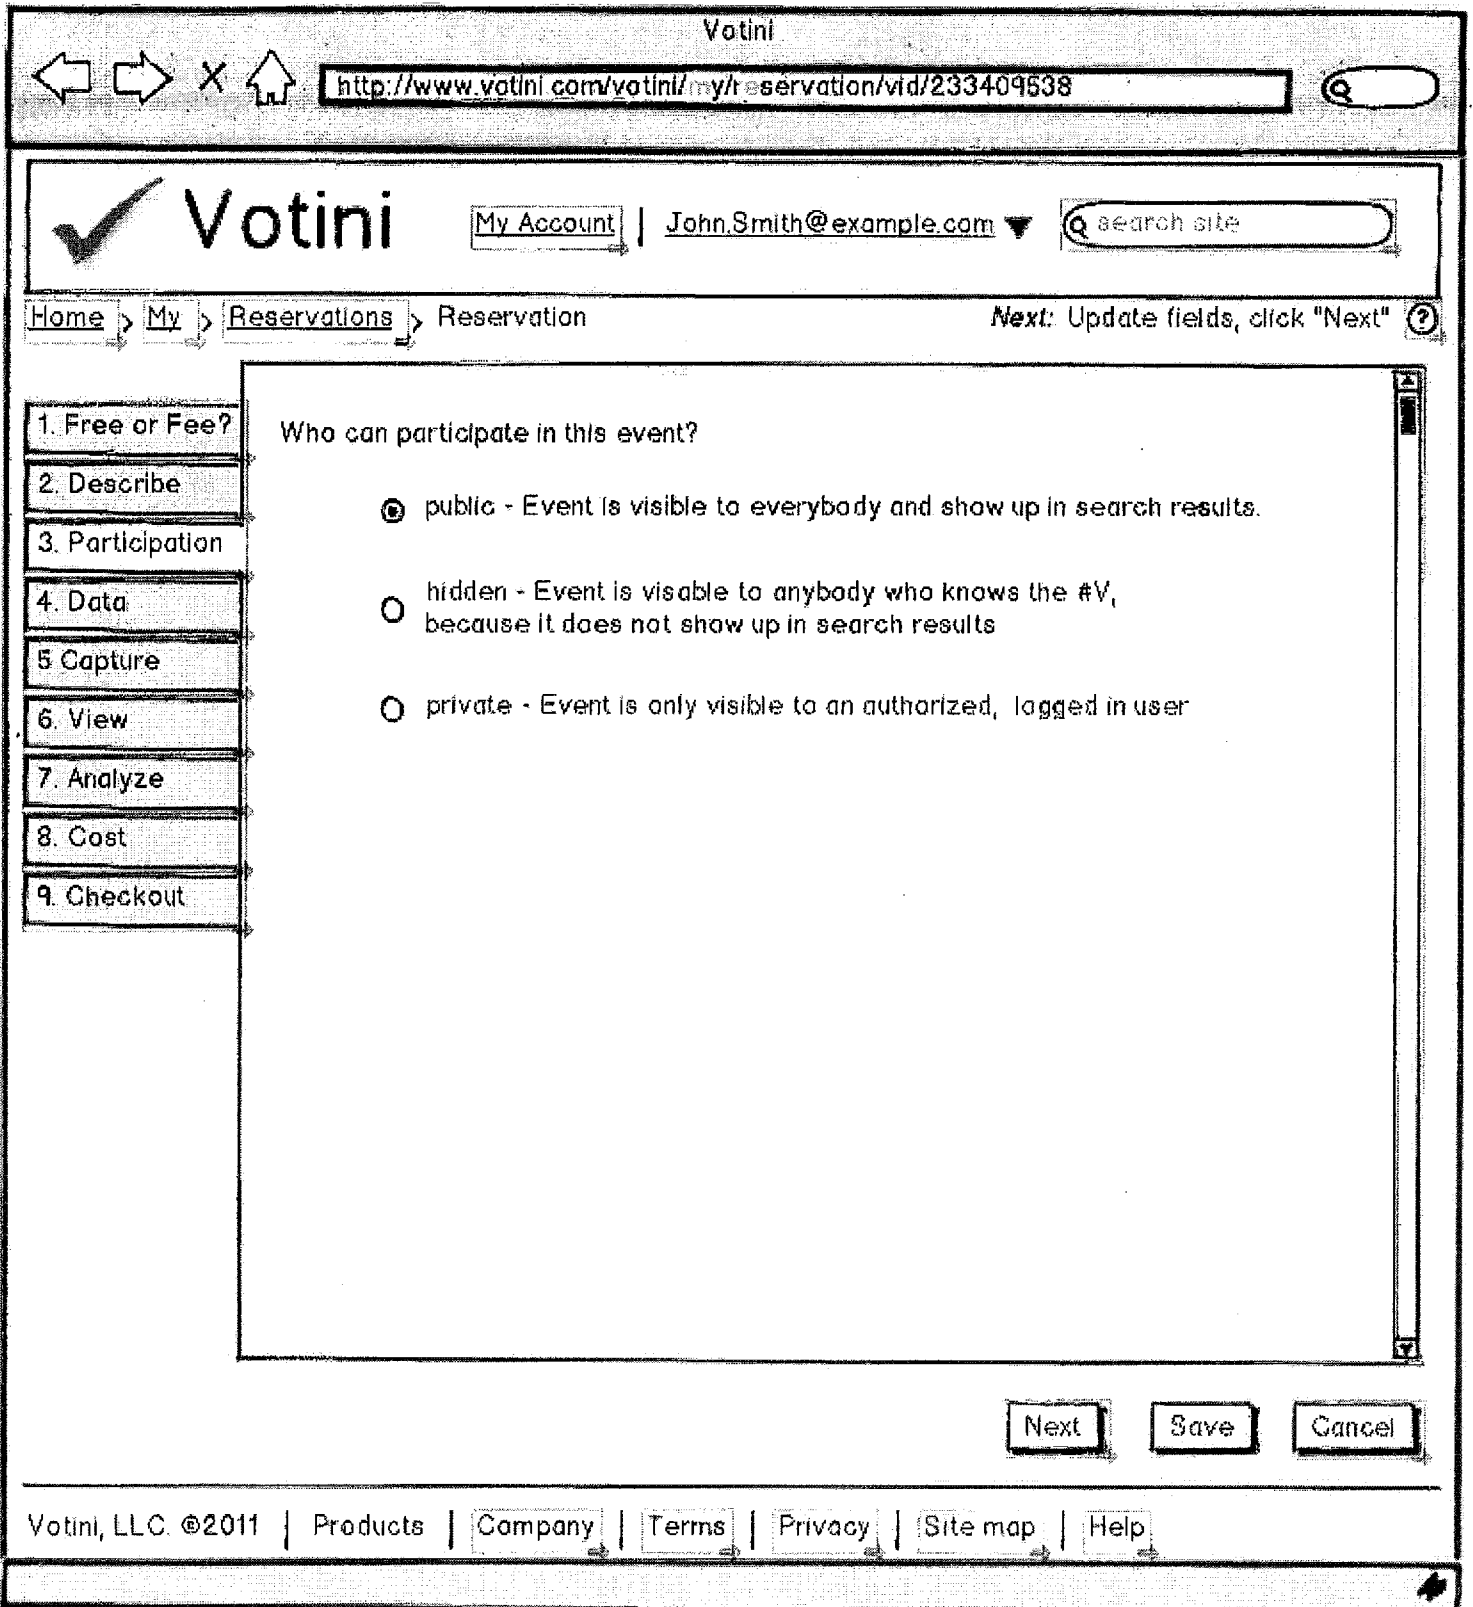 Votini
http://www.votini.com/votini/my/reservation/vid/233409538
Votini
My Account | John.Smith@example.com
search site
Home > My > Reservations > Reservation
Next: Update fields, click "Next" ?
1. Free or Fee?
2. Describe
3. Participation
4. Data
5 Capture
6. View
7. Analyze
8. Cost
9. Checkout
Who can participate in this event?
public - Event is visible to everybody and show up in search results.
hidden - Event is visable to anybody who knows the #V,
because it does not show up in search results
private - Event is only visible to an authorized, logged in user
Next Save Cancel
Votini, LLC. ©2011 | Products | Company | Terms | Privacy | Site map | Help